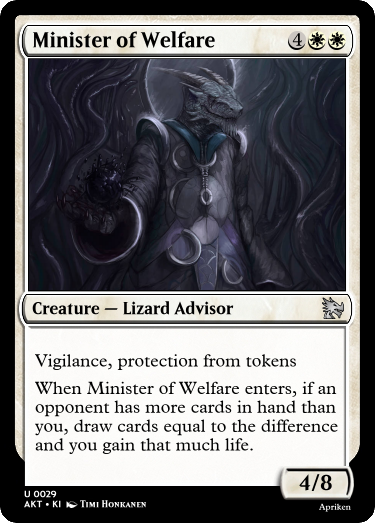 Minister of Welfare 4
Creature — Lizard Advisor
Vigilance, protection from tokens
When Minister of Welfare enters, if an
opponent has more cards in hand than
you, draw cards equal to the difference
and you gain that much life.
4/8
U 0029
AKT • KI Timi Honkanen
Apriken